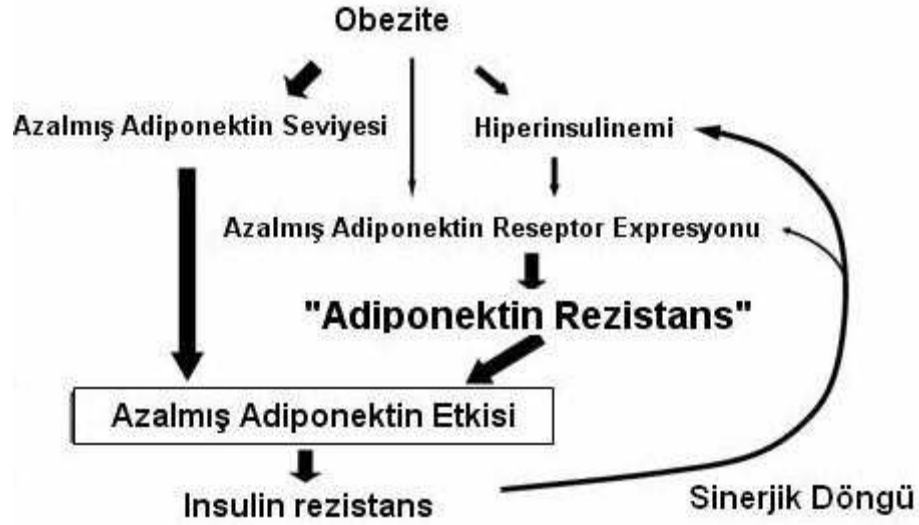 Obezite
Azalmış Adiponektin Seviyesi
Hiperinsulinemi
Azalmış Adiponektin Reseptor Expresyonu
"Adiponektin Rezistans"
Azalmış Adiponektin Etkisi
Insulin rezistans
Sinerjik Döngü